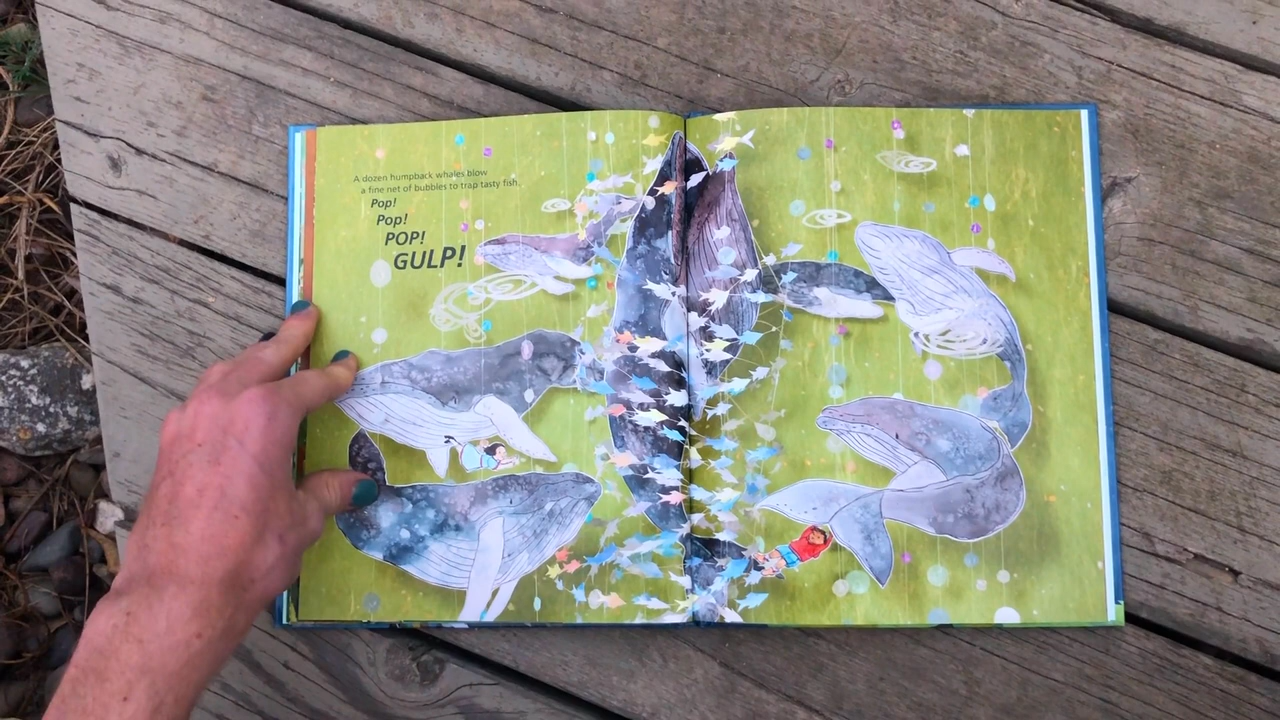 A dozen humpback whales blow
a fine net of bubbles to trap tasty fish.
Pop!
Pop!
POP!
GULP!